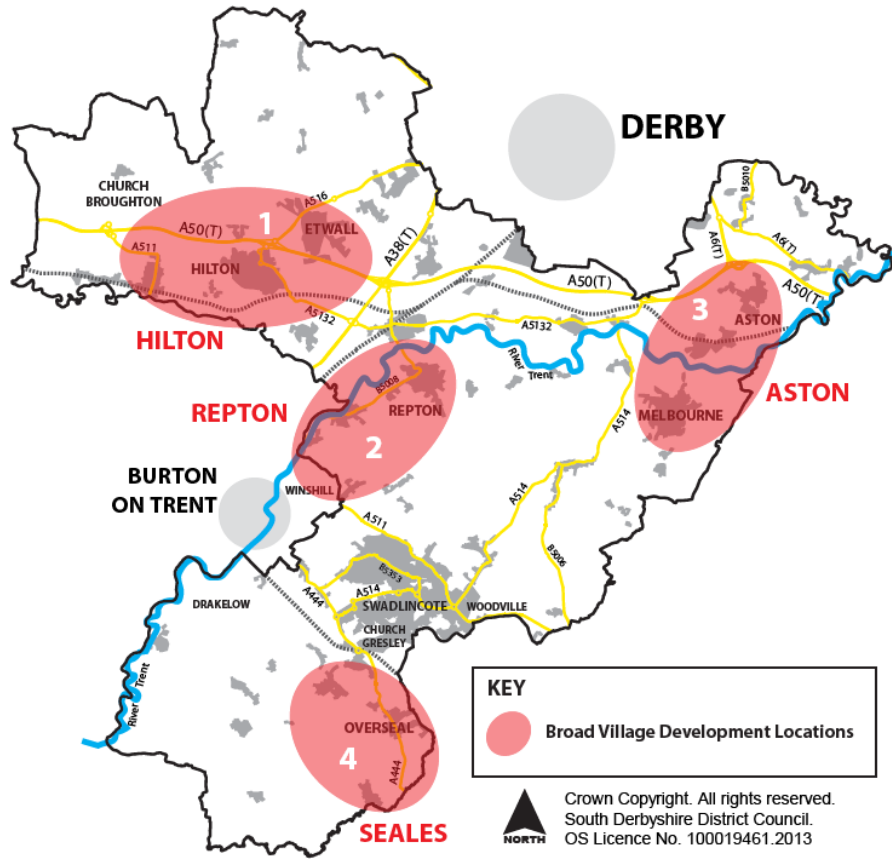 DERBY
B5010
CHURCH
BROUGHTON
A516
1
ETWALL
A50(T)
A38(T)
A6(T)
A6(T)
A511
HILTON
A50(T)
A50(T)
3
ASTON
A5132
A5132
HILTON
River
Trent
REPTON
B5008
REPTON
MELBOURNE
ASTON
A514
2
BURTON
ON TRENT
WINSHILL
A514
A511
B5006
B5353
A444
A514
DRAKELOW
SWADLINCOTE
WOODVILLE
CHURCH
GRESLEY
River Trent
OVERSEAL
4
A444
SEALES
KEY
Broad Village Development Locations
NORTH
Crown Copyright. All rights reserved.
South Derbyshire District Council.
OS Licence No. 100019461.2013